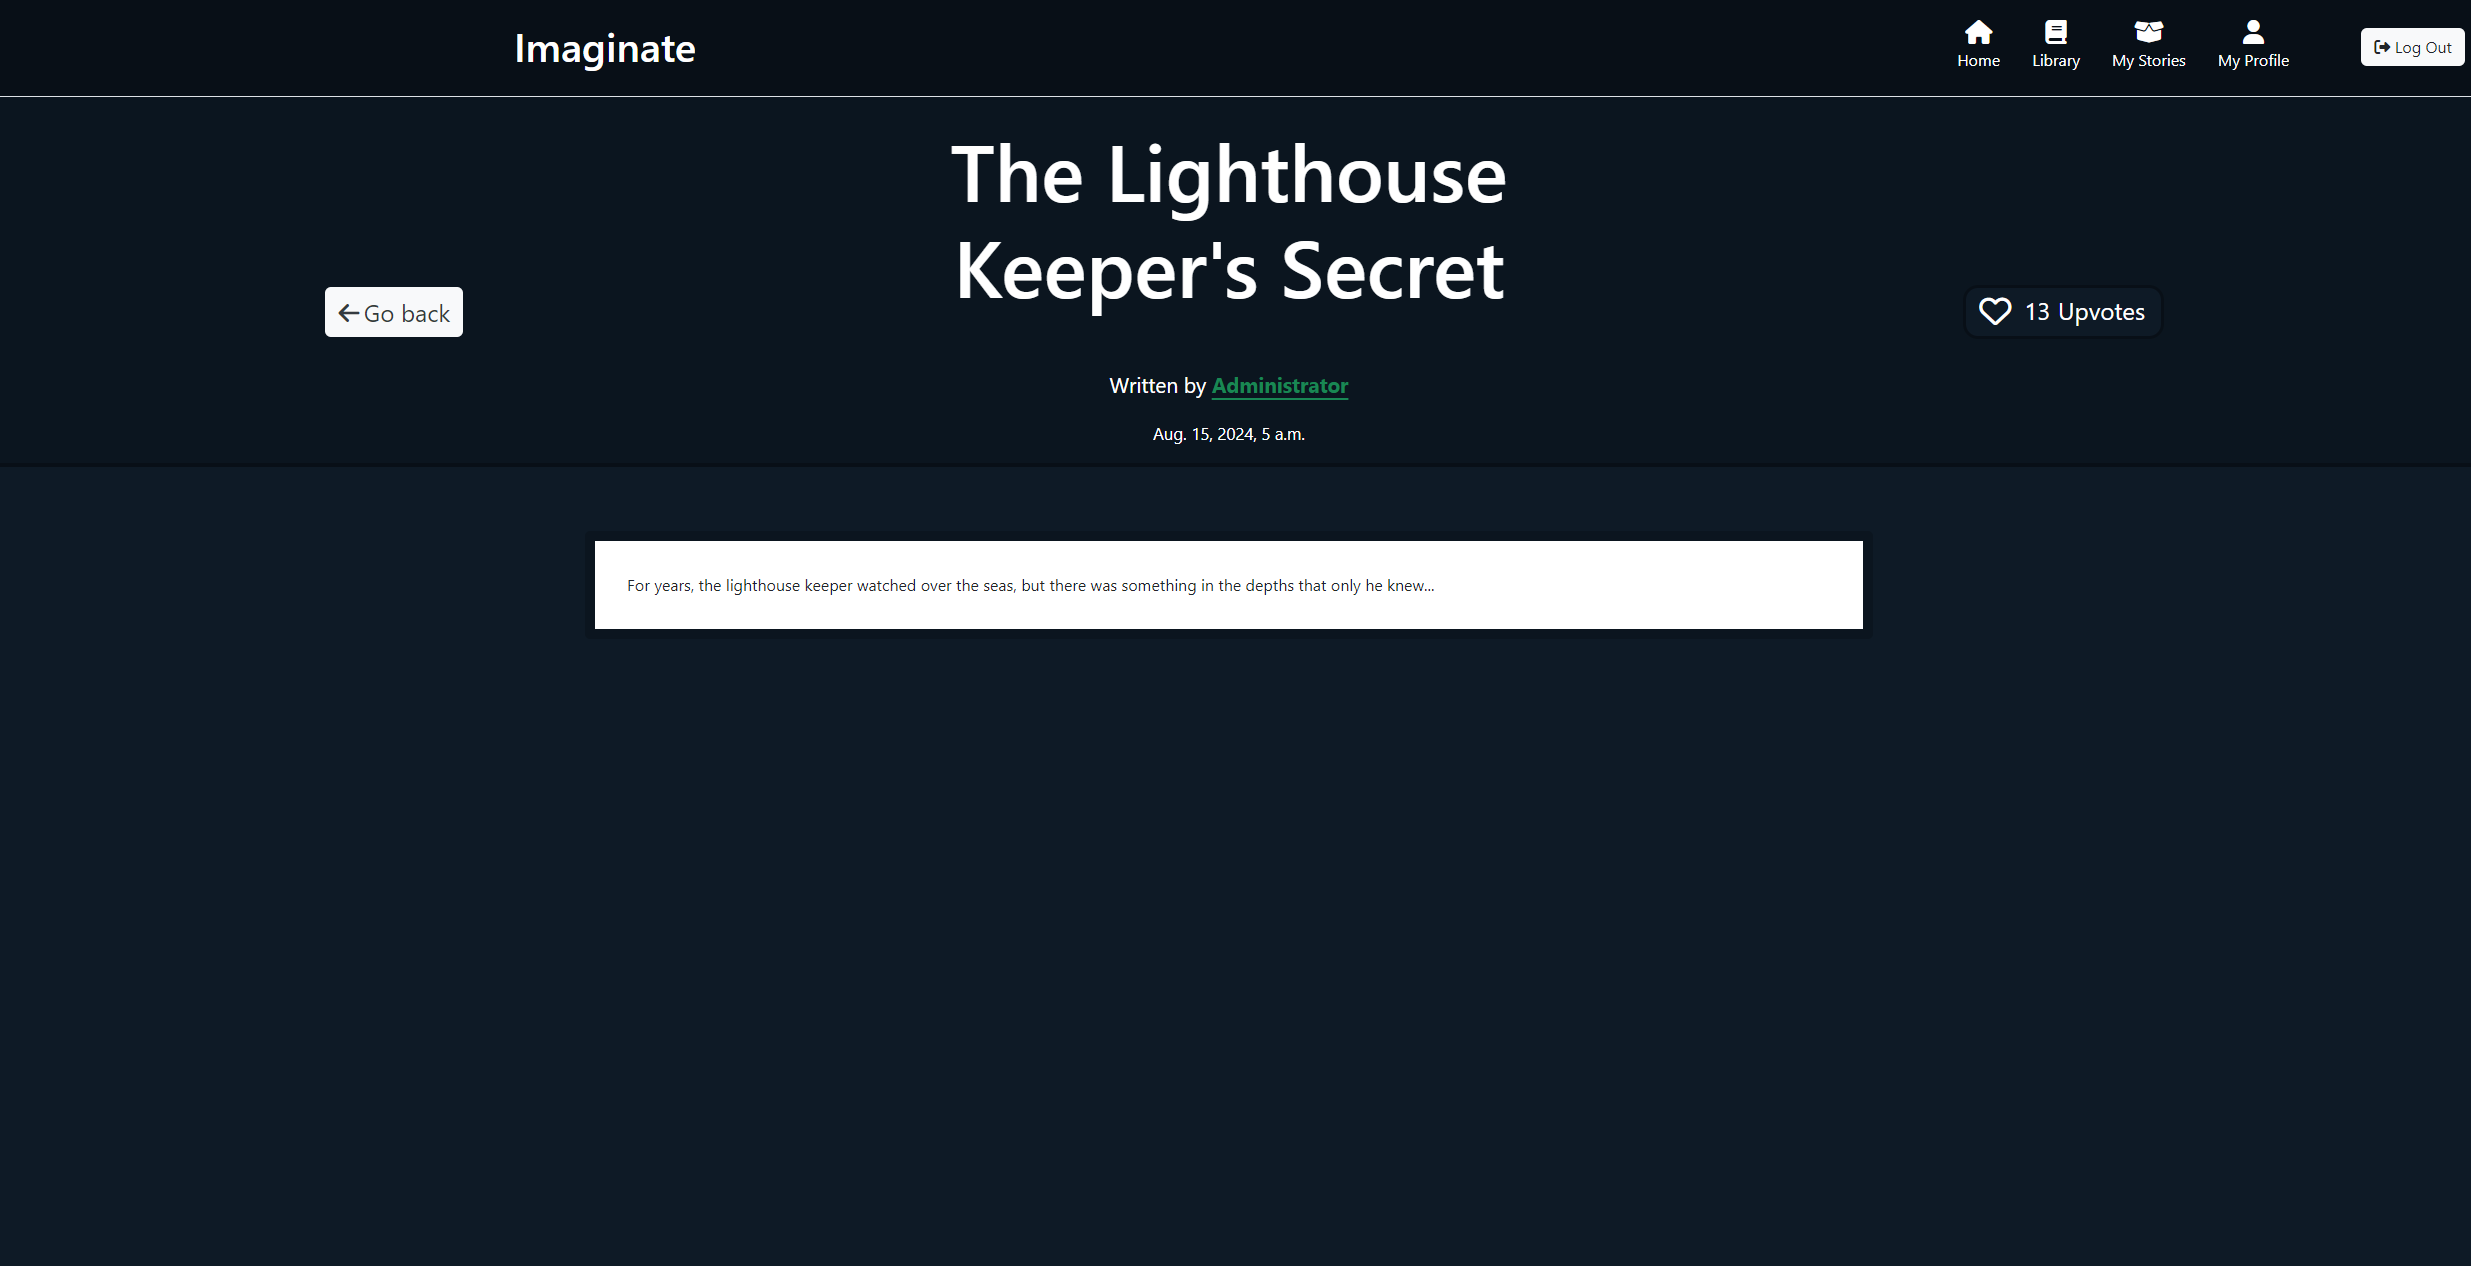 Imaginate
Home
Library
My Stories
My Profile
Log Out
The Lighthouse
Keeper's Secret
Go back
13 Upvotes
Written by Administrator
Aug. 15, 2024, 5 a.m.
For years, the lighthouse keeper watched over the seas, but there was something in the depths that only he knew...